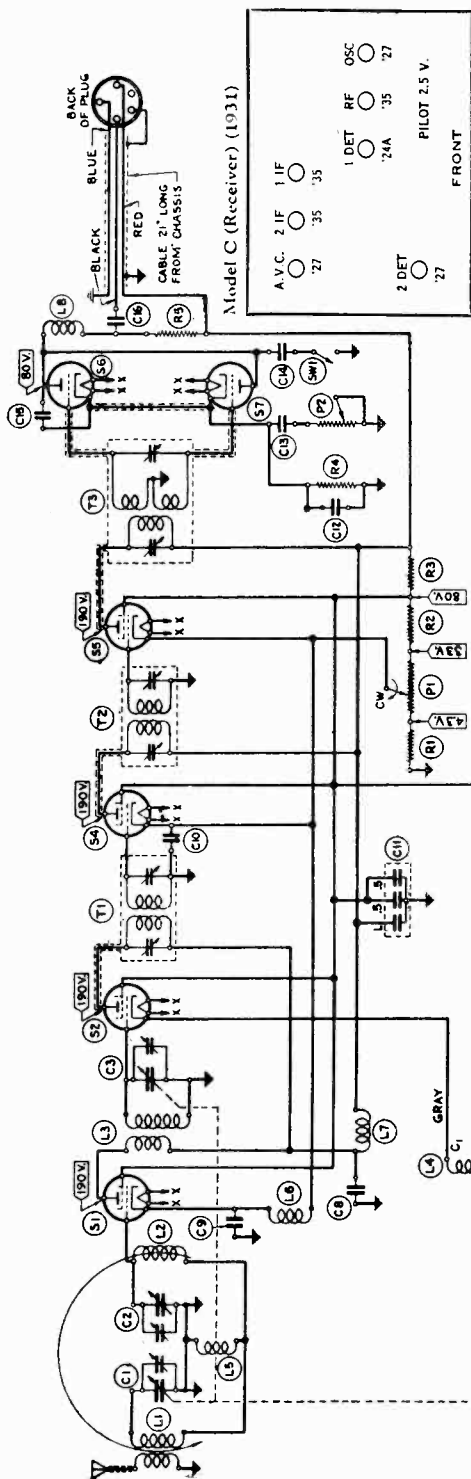 BACK
OF PLUG
BLUE
BLACK
RED
CABLE 21" LONG
FROM CHASSIS
Model C (Receiver) (1931)
A.V.C.
'27
2 IF
'35
1 IF
'35
1 DET
'24A
RF
'35
OSC
'27
2 DET
'27
PILOT 2.5 V.
FRONT
L8
C16
R5
80V.
C15
S6
X X
X X
S7
C14
SW1
T3
C13
P2
R4
C12
190V.
S5
X X
T2
190V.
S4
X X
C10
T1
190V.
S2
X X
C3
L3
190V.
S1
X X
L2
C2
C1
L1
L5
C9
L6
C8
L7
GRAY
L4
C1
C11
.5
.5
CW
R3
80V.
R2
33V.
P1
4.3V.
R1